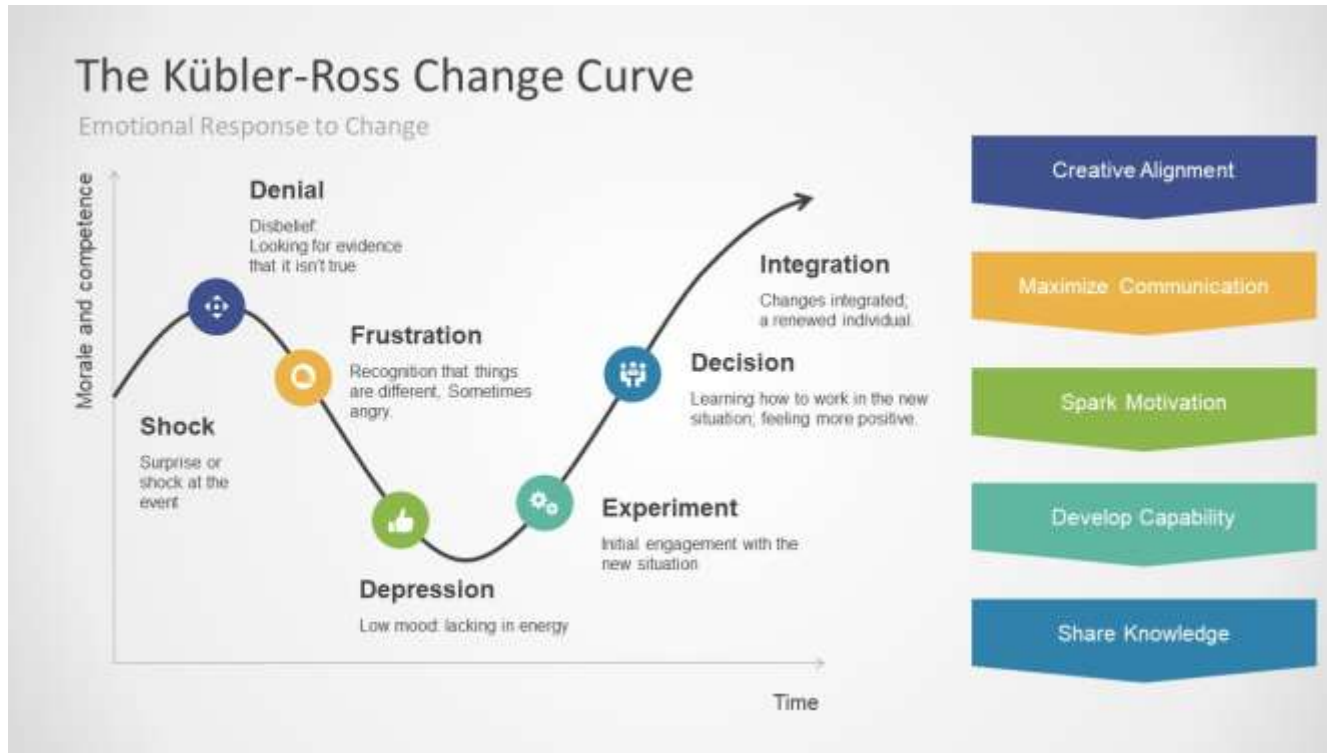 The Kübler-Ross Change Curve
Emotional Response to Change
Morale and competence
Denial
Disbelief:
Looking for evidence
that it isn't true
Frustration
Recognition that things
are different, Sometimes
angry.
Shock
Surprise or
shock at the
event
Depression
Low mood: lacking in energy
Experiment
Initial engagement with the
new situation
Decision
Learning how to work in the new
situation; feeling more positive.
Integration
Changes integrated;
a renewed individual.
Time
Creative Alignment
Maximize Communication
Spark Motivation
Develop Capability
Share Knowledge